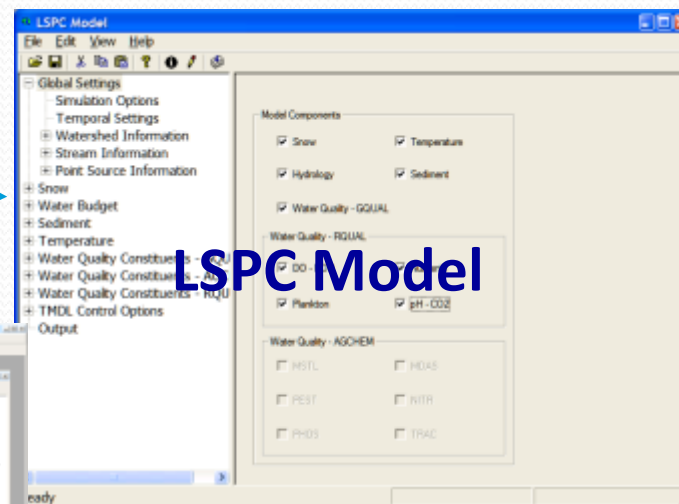 LSPC Model
File Edit View Help
Global Settings
Simulation Options
Temporal Settings
Watershed Information
Stream Information
Point Source Information
Snow
Water Budget
Sediment
Temperature
Water Quality Constituents -
Water Quality Constituents -
Water Quality Constituents - RQU
TMDL Control Options
Output
Model Components
Snow Temperature
Hydrology Sediment
Water Quality - GQUAL
Water Quality - RQUAL
DO -
Plankton pH - CO2
LSPC Model
Water Quality - AGCHEM
MSTL MOAS
PEST NITR
PHOS TRAC
eady